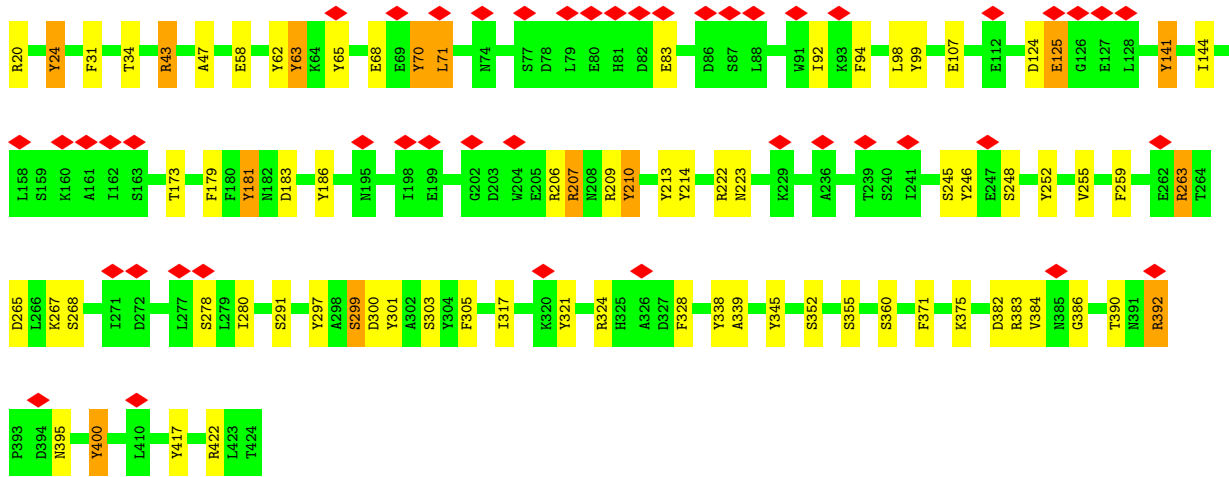 R20 Y24 F31 T34 R43 A47 E58 Y62 Y63 K64 Y65 E68 E69 Y70 L71 N74 S77 D78 L79 E80 H81 D82 E83 D86 S87 L88 W91 I92 K93 F94 L98 Y99 E107 E112 D124 E125 G126 E127 L128 Y141 I144
L158 S159 K160 A161 I162 S163 T173 F179 F180 Y181 N182 D183 Y186 N195 I198 E199 G202 D203 W204 E205 R206 R207 N208 R209 Y210 Y213 Y214 R222 N223 K229 A236 T239 S240 I241 S245 Y246 E247 S248 Y252 V255 F259 E262 R263 T264
D265 L266 K267 S268 I271 D272 L277 S278 L279 I280 S291 Y297 A298 S299 D300 Y301 A302 S303 Y304 F305 I317 K320 Y321 R324 H325 A326 D327 F328 Y338 A339 Y345 S352 S355 S360 F371 K375 D382 R383 V384 N385 G386 T390 N391 R392
P393 D394 N395 Y400 L410 Y417 R422 L423 T424